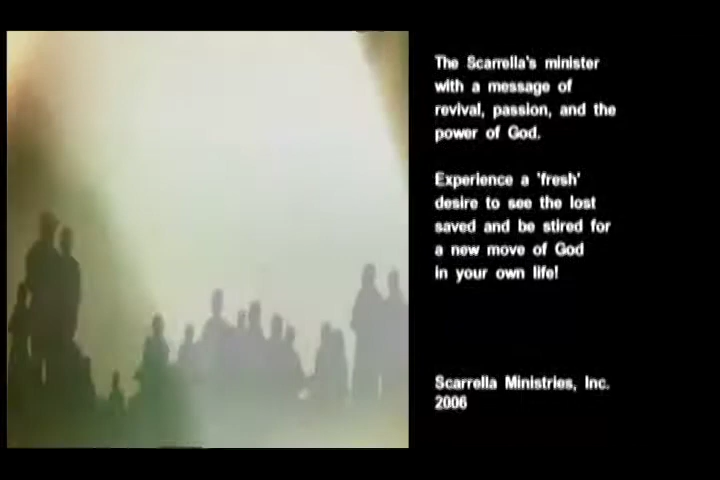 The Scarrella's minister
with a message of
revival, passion, and the
power of God.
Experience a 'fresh'
desire to see the lost
saved and be stired for
a new move of God
in your own life!
Scarrella Ministries, Inc.
2006